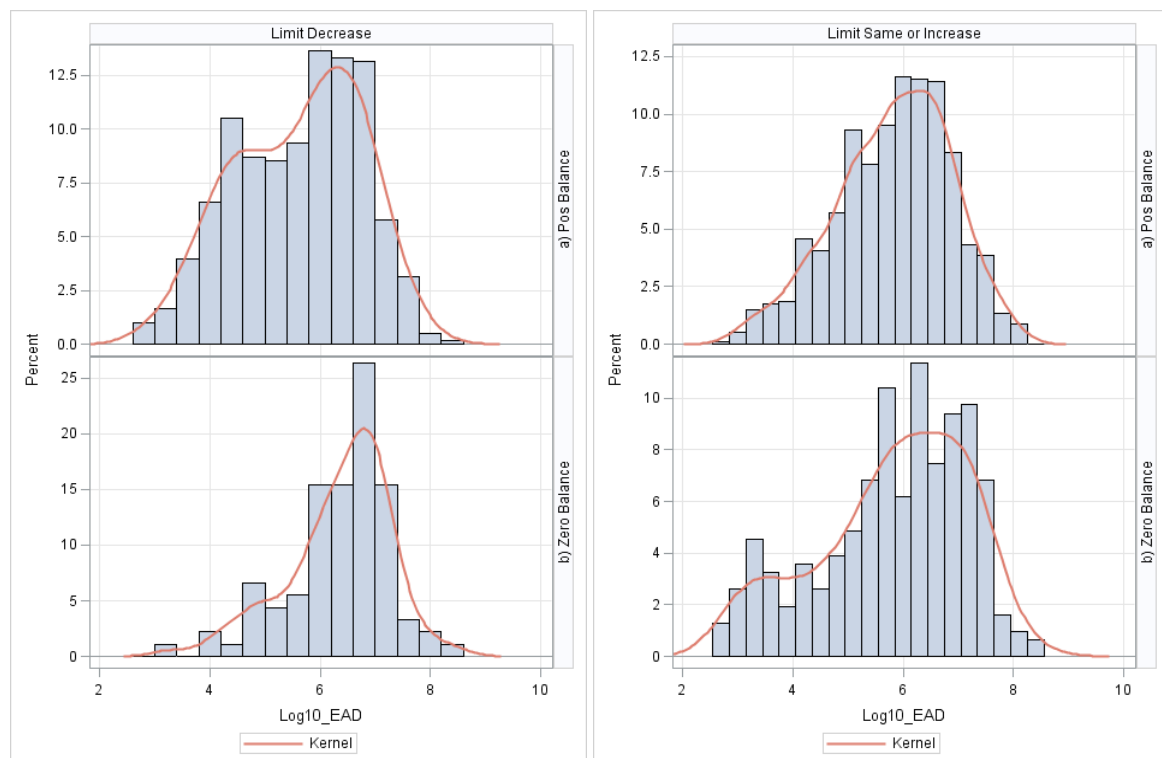 Limit Decrease
12.5
10.0
7.5
5.0
2.5
0.0
a) Pos Balance
Percent
25
20
15
10
5
0
b) Zero Balance
2 4 6 8 10
Log10_EAD
Kernel
Limit Same or Increase
12.5
10.0
7.5
5.0
2.5
0.0
a) Pos Balance
Percent
10
8
6
4
2
0
b) Zero Balance
2 4 6 8 10
Log10_EAD
Kernel